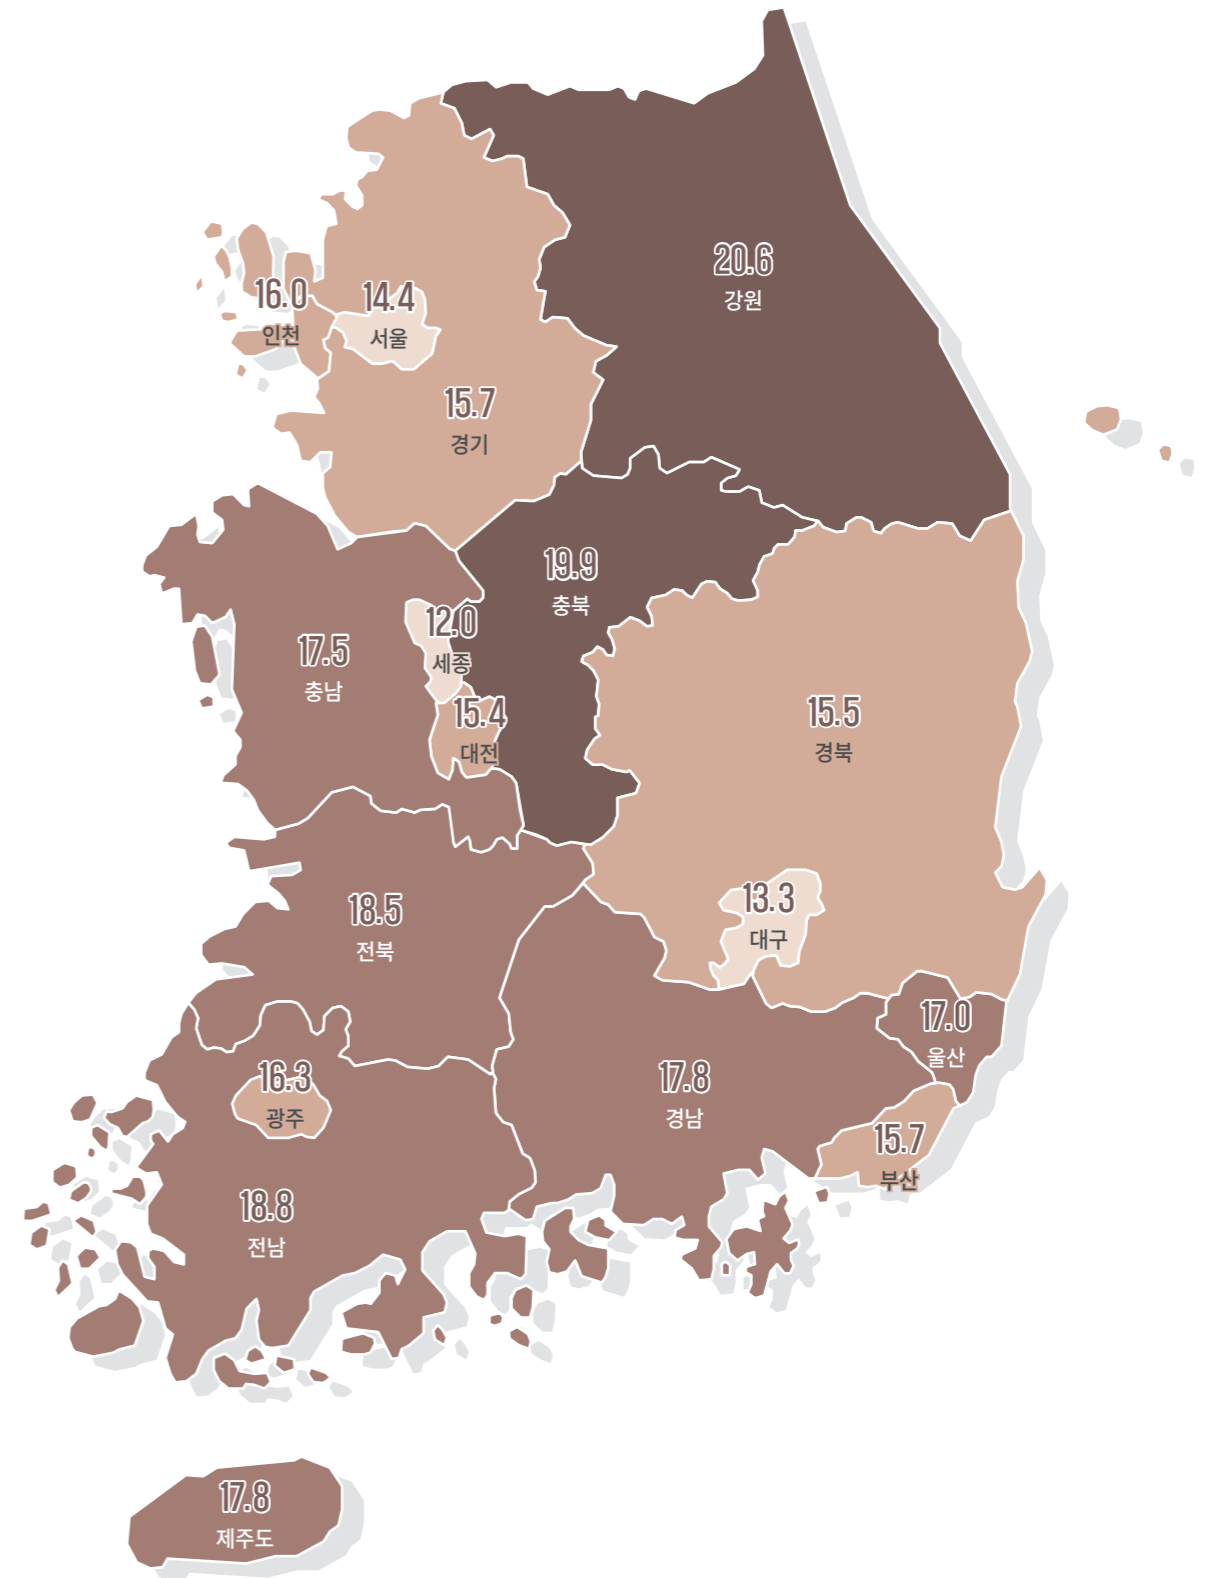 20.6
강원
16.0
인천
14.4
서울
15.7
경기
19.9
충북
12.0
세종
17.5
충남
15.4
대전
15.5
경북
18.5
전북
13.3
대구
17.0
울산
16.3
광주
17.8
경남
15.7
부산
18.8
전남
17.8
제주도